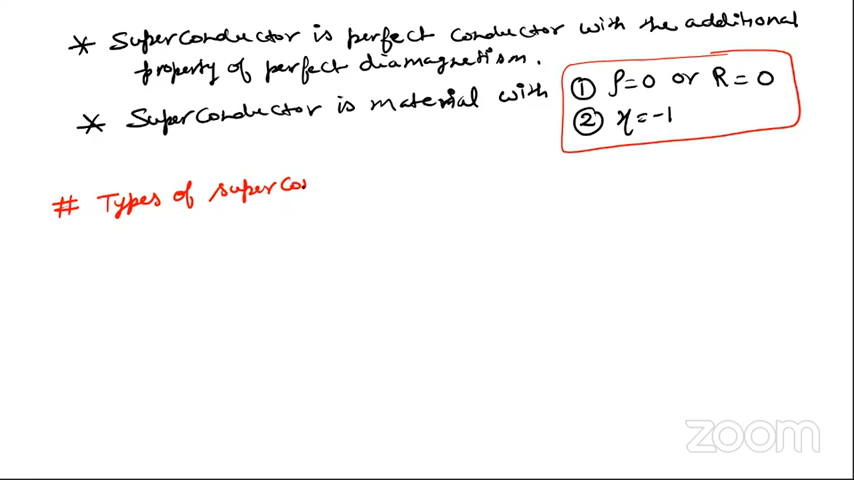 * Superconductor is perfect conductor with the additional
property of perfect diamagnetism.
* Superconductor is material with
① ρ=0 or R=0
② χ=-1
# Types of superco
zoom